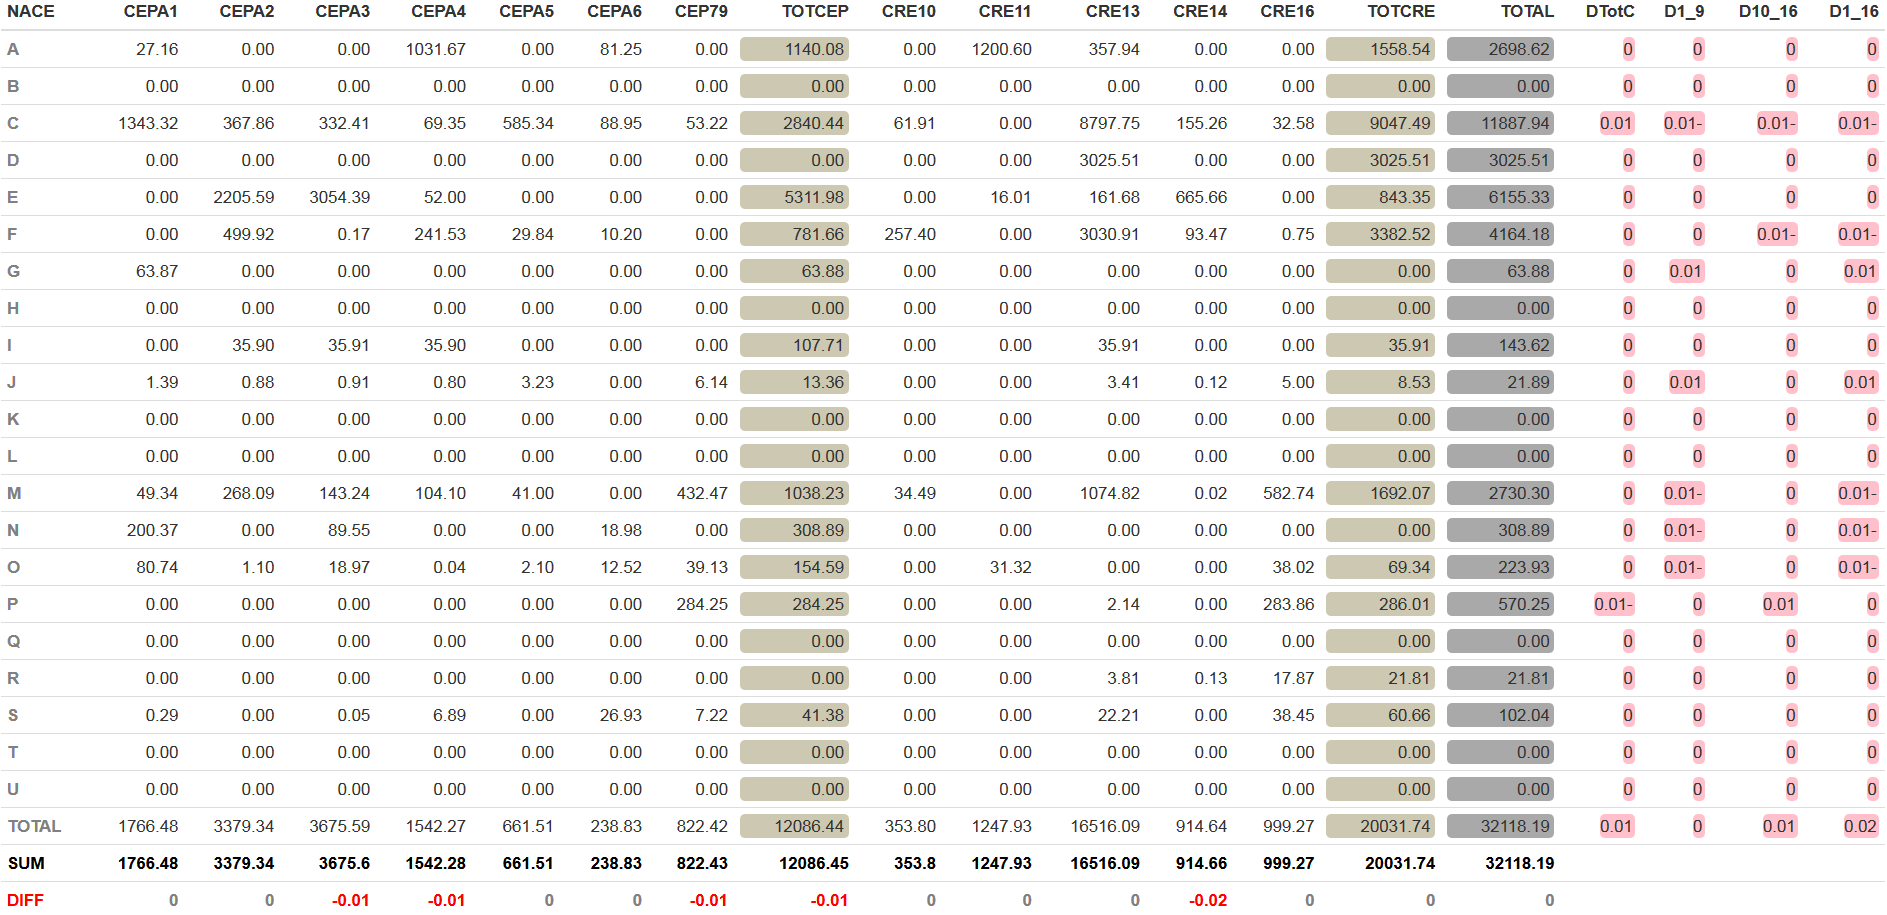 NACE CEPA1 CEPA2 CEPA3 CEPA4 CEPA5 CEPA6 CEP79 TOTCEP CRE10 CRE11 CRE13 CRE14 CRE16 TOTCRE TOTAL DTotC D1_9 D10_16 D1_16
A 27.16 0.00 0.00 1031.67 0.00 81.25 0.00 1140.08 0.00 1200.60 357.94 0.00 0.00 1558.54 2698.62 0 0 0 0
B 0.00 0.00 0.00 0.00 0.00 0.00 0.00 0.00 0.00 0.00 0.00 0.00 0.00 0.00 0.00 0 0 0 0
C 1343.32 367.86 332.41 69.35 585.34 88.95 53.22 2840.44 61.91 0.00 8797.75 155.26 32.58 9047.49 11887.94 0.01 0.01- 0.01- 0.01-
D 0.00 0.00 0.00 0.00 0.00 0.00 0.00 0.00 0.00 0.00 3025.51 0.00 0.00 3025.51 3025.51 0 0 0 0
E 0.00 2205.59 3054.39 52.00 0.00 0.00 0.00 5311.98 0.00 16.01 161.68 665.66 0.00 843.35 6155.33 0 0 0 0
F 0.00 499.92 0.17 241.53 29.84 10.20 0.00 781.66 257.40 0.00 3030.91 93.47 0.75 3382.52 4164.18 0 0 0.01- 0.01-
G 63.87 0.00 0.00 0.00 0.00 0.00 0.00 63.88 0.00 0.00 0.00 0.00 0.00 0.00 63.88 0 0.01 0 0.01
H 0.00 0.00 0.00 0.00 0.00 0.00 0.00 0.00 0.00 0.00 0.00 0.00 0.00 0.00 0.00 0 0 0 0
I 0.00 35.90 35.91 35.90 0.00 0.00 0.00 107.71 0.00 0.00 35.91 0.00 0.00 35.91 143.62 0 0 0 0
J 1.39 0.88 0.91 0.80 3.23 0.00 6.14 13.36 0.00 0.00 3.41 0.12 5.00 8.53 21.89 0 0.01 0 0.01
K 0.00 0.00 0.00 0.00 0.00 0.00 0.00 0.00 0.00 0.00 0.00 0.00 0.00 0.00 0.00 0 0 0 0
L 0.00 0.00 0.00 0.00 0.00 0.00 0.00 0.00 0.00 0.00 0.00 0.00 0.00 0.00 0.00 0 0 0 0
M 49.34 268.09 143.24 104.10 41.00 0.00 432.47 1038.23 34.49 0.00 1074.82 0.02 582.74 1692.07 2730.30 0 0.01- 0 0.01-
N 200.37 0.00 89.55 0.00 0.00 18.98 0.00 308.89 0.00 0.00 0.00 0.00 0.00 0.00 308.89 0 0.01- 0 0.01-
O 80.74 1.10 18.97 0.04 2.10 12.52 39.13 154.59 0.00 31.32 0.00 0.00 38.02 69.34 223.93 0 0.01- 0 0.01-
P 0.00 0.00 0.00 0.00 0.00 0.00 284.25 284.25 0.00 0.00 2.14 0.00 283.86 286.01 570.25 0.01- 0 0.01 0
Q 0.00 0.00 0.00 0.00 0.00 0.00 0.00 0.00 0.00 0.00 0.00 0.00 0.00 0.00 0.00 0 0 0 0
R 0.00 0.00 0.00 0.00 0.00 0.00 0.00 0.00 0.00 0.00 3.81 0.13 17.87 21.81 21.81 0 0 0 0
S 0.29 0.00 0.05 6.89 0.00 26.93 7.22 41.38 0.00 0.00 22.21 0.00 38.45 60.66 102.04 0 0 0 0
T 0.00 0.00 0.00 0.00 0.00 0.00 0.00 0.00 0.00 0.00 0.00 0.00 0.00 0.00 0.00 0 0 0 0
U 0.00 0.00 0.00 0.00 0.00 0.00 0.00 0.00 0.00 0.00 0.00 0.00 0.00 0.00 0.00 0 0 0 0
TOTAL 1766.48 3379.34 3675.59 1542.27 661.51 238.83 822.42 12086.44 353.80 1247.93 16516.09 914.64 999.27 20031.74 32118.19 0.01 0 0.01 0.02
SUM 1766.48 3379.34 3675.6 1542.28 661.51 238.83 822.43 12086.45 353.8 1247.93 16516.09 914.66 999.27 20031.74 32118.19
DIFF 0 0 -0.01 -0.01 0 0 -0.01 -0.01 0 0 0 -0.02 0 0 0